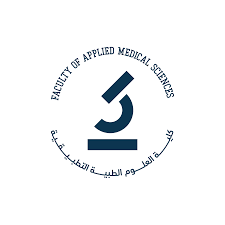 FACULTY OF APPLIED MEDICAL SCIENCES
كلية العلوم الطبية التطبيقية